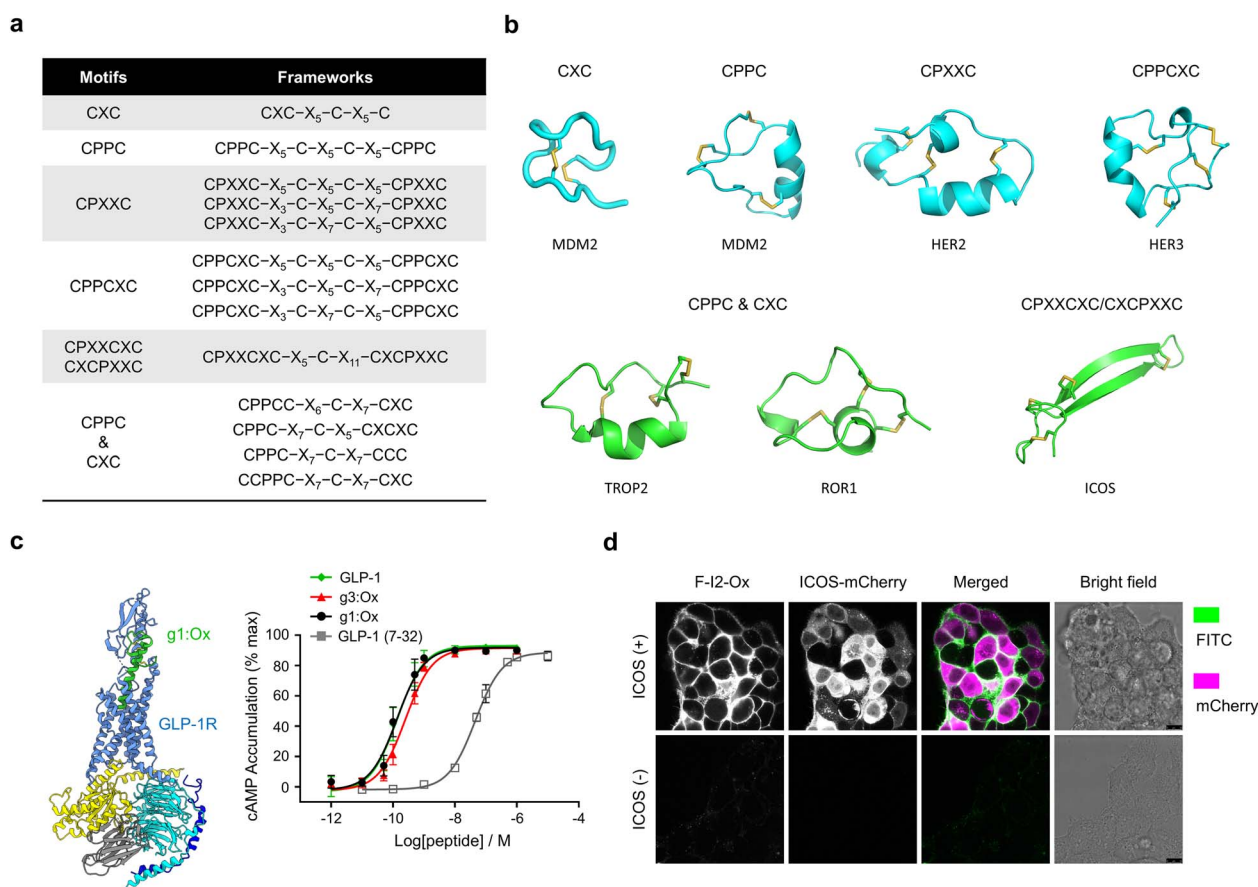 a
Motifs Frameworks
CXC CXC–X5–C–X5–C
CPPC CPPC–X5–C–X5–C–X5–CPPC
CPXXC
CPXXC–X5–C–X5–C–X5–CPXXC
CPXXC–X3–C–X5–C–X7–CPXXC
CPXXC–X3–C–X7–C–X5–CPXXC
CPPCXC
CPPCXC–X5–C–X5–C–X5–CPPCXC
CPPCXC–X3–C–X5–C–X7–CPPCXC
CPPCXC–X3–C–X7–C–X5–CPPCXC
CPXXCXC
CXCPXXC
CPXXCXC–X5–C–X11–CXCPXXC
CPPC
&
CXC
CPPCC–X6–C–X7–CXC
CPPC–X7–C–X5–CXCXC
CPPC–X7–C–X7–CCC
CCPPC–X7–C–X7–CXC
b
CXC CPPC CPXXC CPPCXC
MDM2 MDM2 HER2 HER3
CPPC & CXC CPXXCXC/CXCPXXC
TROP2 ROR1 ICOS
c
g1:Ox
GLP-1R
GLP-1
g3:Ox
g1:Ox
GLP-1 (7-32)
cAMP Accumulation (% max)
100
80
60
40
20
0
-12 -10 -8 -6 -4
Log[peptide] / M
d
F-I2-Ox ICOS-mCherry Merged Bright field
ICOS (+)
ICOS (-)
FITC
mCherry